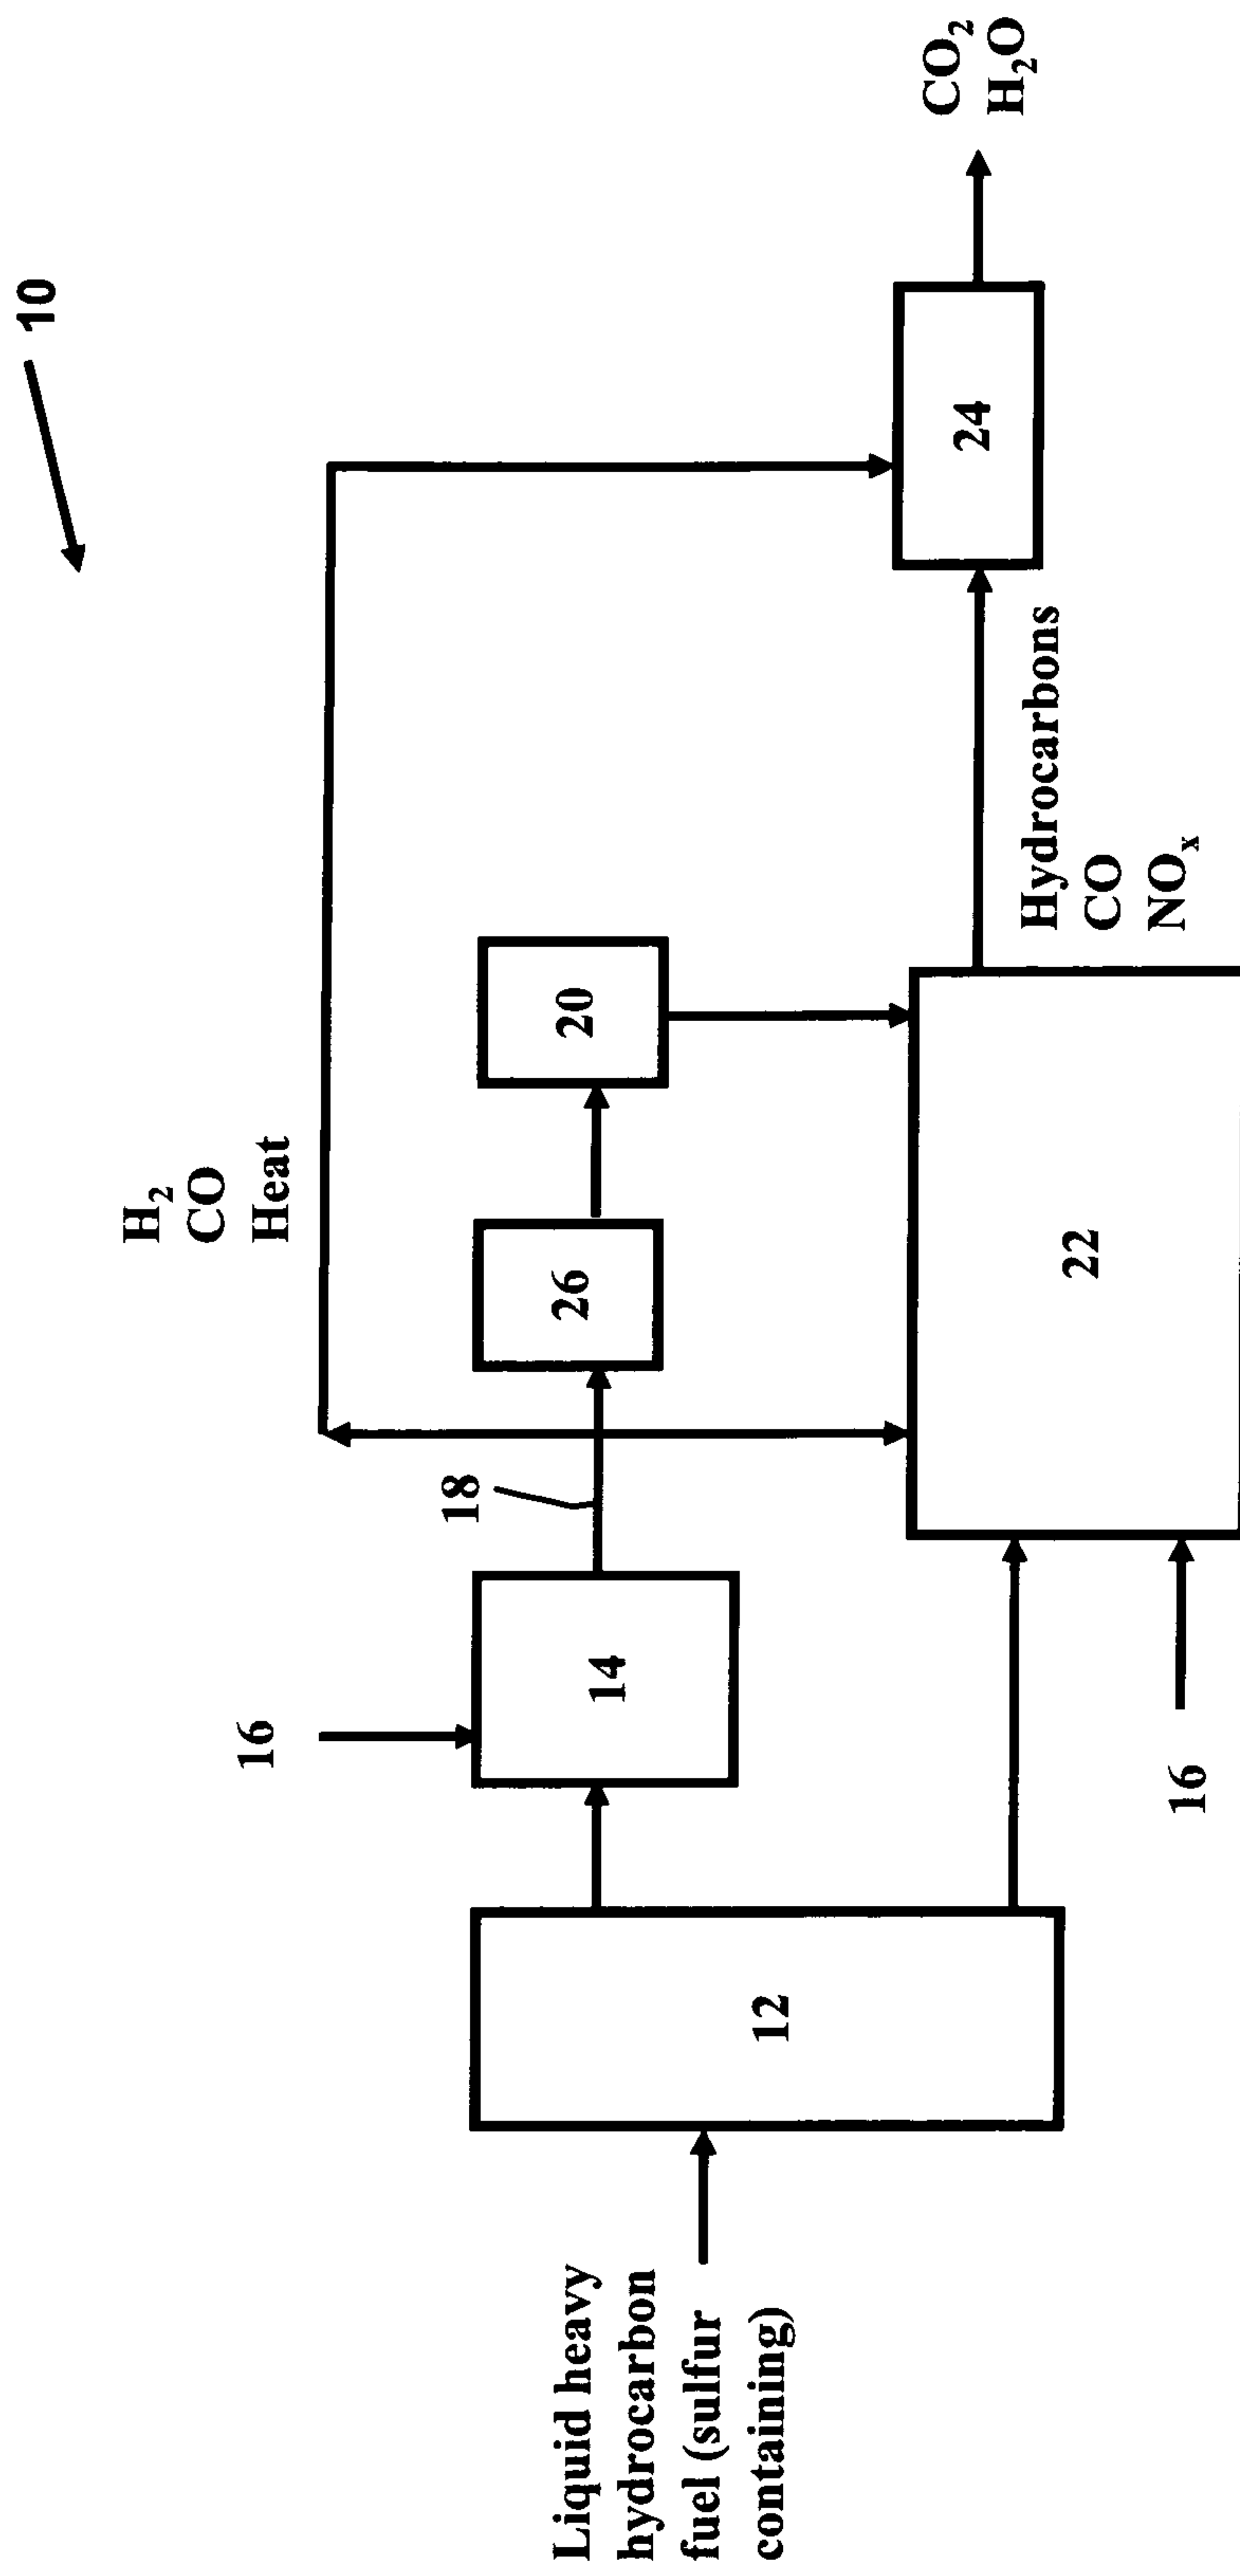 10
H₂
CO
Heat
16
18
14
26
20
24
CO₂
H₂O
Liquid heavy
hydrocarbon
fuel (sulfur
containing)
12
22
16
Hydrocarbons
CO
NOₓ